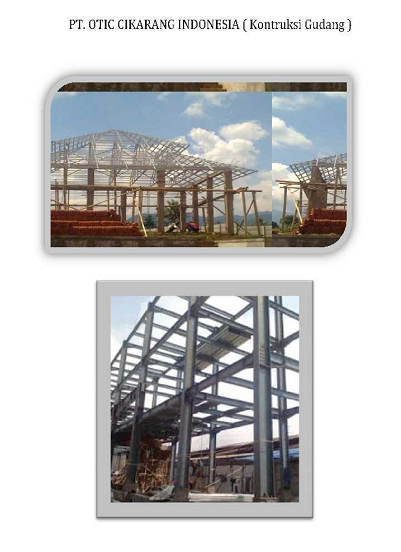 PT. OTIC CIKARANG INDONESIA ( Kontruksi Gudang )